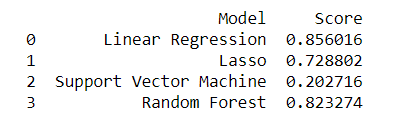 Model Score
0 Linear Regression 0.856016
1 Lasso 0.728802
2 Support Vector Machine 0.202716
3 Random Forest 0.823274